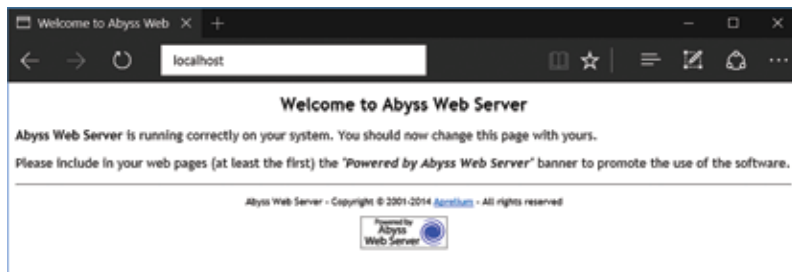 Welcome to Abyss Web
localhost
Welcome to Abyss Web Server
Abyss Web Server is running correctly on your system. You should now change this page with yours.
Please include in your web pages (at least the first) the "Powered by Abyss Web Server" banner to promote the use of the software.
Abyss Web Server - Copyright © 2001-2014 Aprelium - All rights reserved
Powered by
Abyss
Web Server